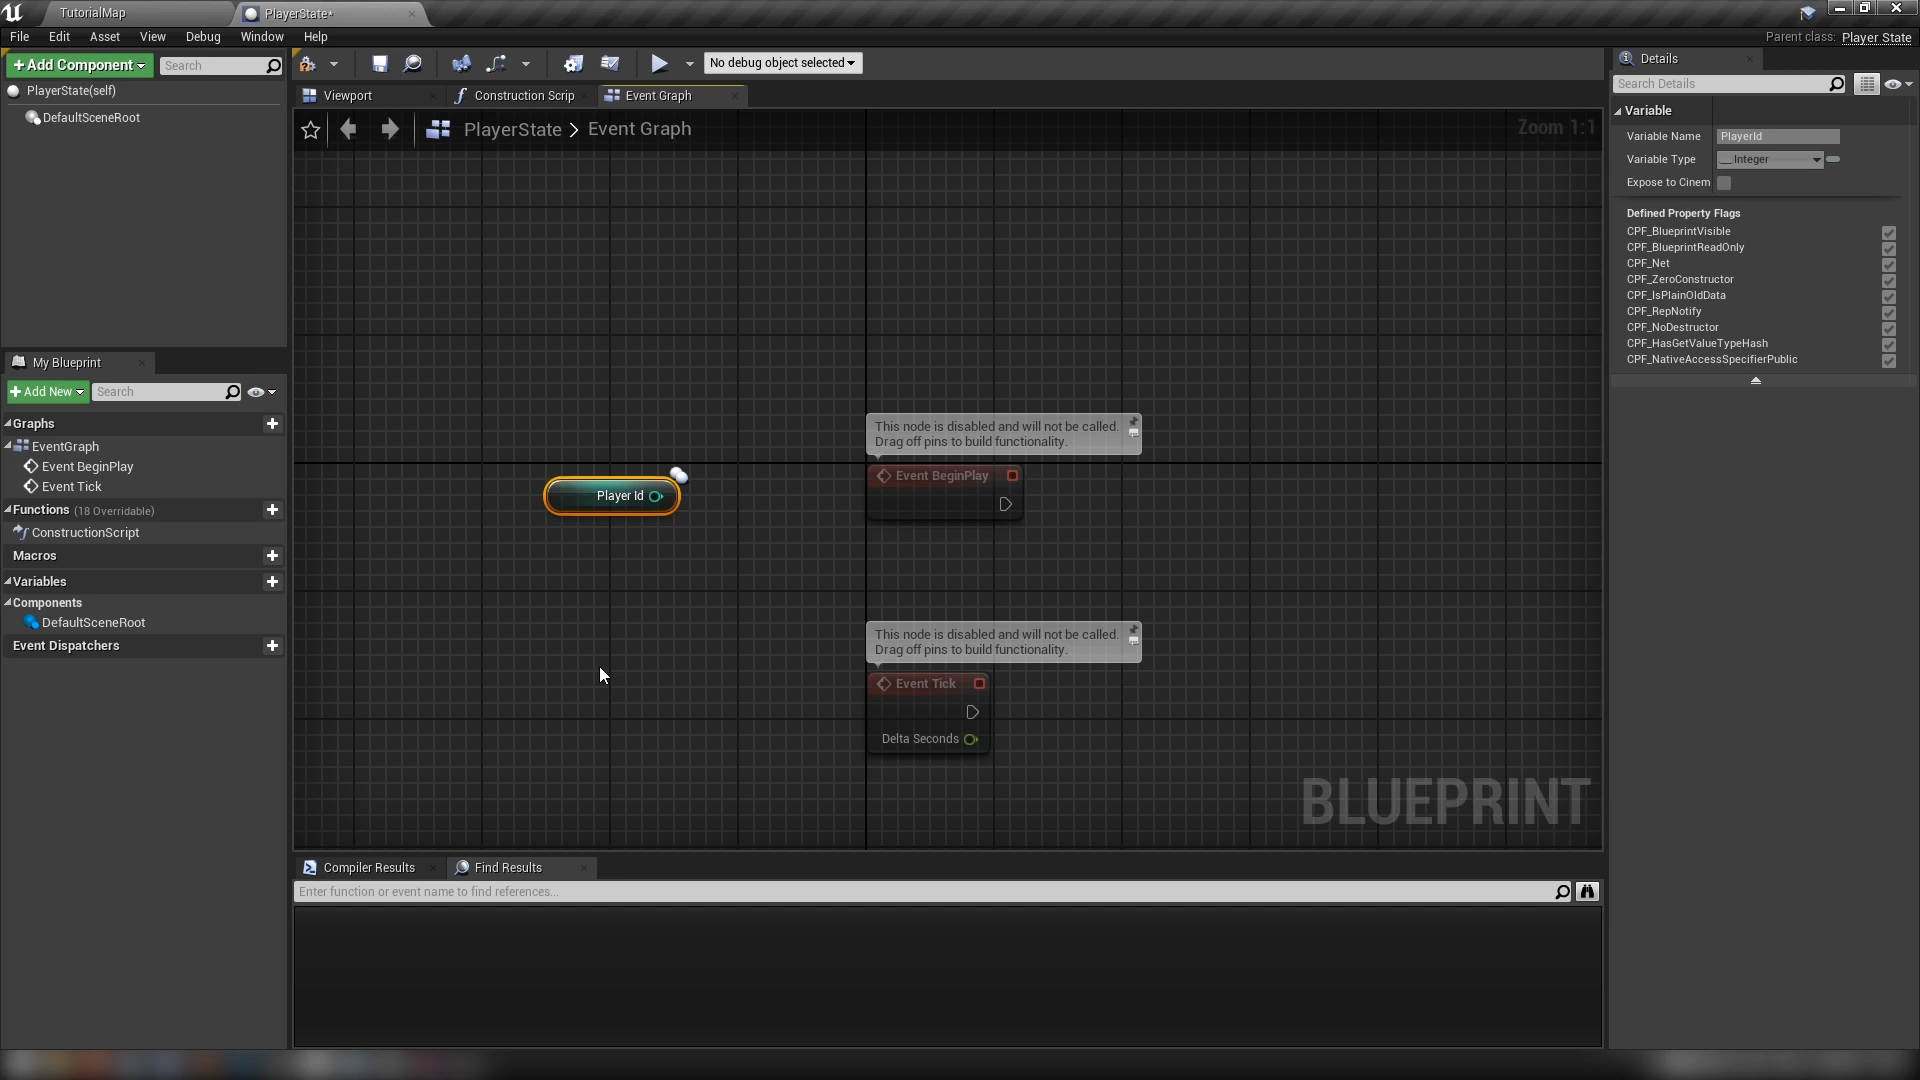 TutorialMap
PlayerState*
File Edit Asset View Debug Window Help
Parent class: Player State
Add Component
Search
No debug object selected
Details
Search Details
PlayerState(self)
DefaultSceneRoot
Viewport
Construction Scrip
Event Graph
PlayerState > Event Graph
Zoom 1:1
Variable
Variable Name PlayerId
Variable Type Integer
Expose to Cinem
Defined Property Flags
CPF_BlueprintVisible
CPF_BlueprintReadOnly
CPF_Net
CPF_ZeroConstructor
CPF_IsPlainOldData
CPF_RepNotify
CPF_NoDestructor
CPF_HasGetValueTypeHash
CPF_NativeAccessSpecifierPublic
My Blueprint
Add New
Search
Graphs
EventGraph
Event BeginPlay
Event Tick
Functions (18 Overridable)
ConstructionScript
Macros
Variables
Components
DefaultSceneRoot
Event Dispatchers
Player Id
This node is disabled and will not be called.
Drag off pins to build functionality.
Event BeginPlay
This node is disabled and will not be called.
Drag off pins to build functionality.
Event Tick
Delta Seconds
BLUEPRINT
Compiler Results
Find Results
Enter function or event name to find references...